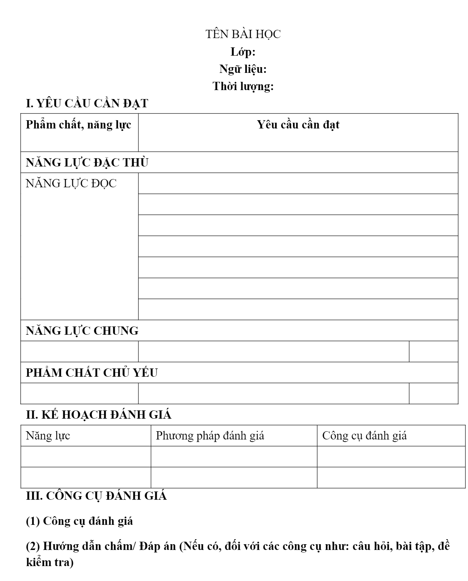 TÊN BÀI HỌC
Lớp:
Ngữ liệu:
Thời lượng:
I. YÊU CẦU CẦN ĐẠT
Phẩm chất, năng lực Yêu cầu cần đạt
NĂNG LỰC ĐẶC THÙ
NĂNG LỰC ĐỌC
NĂNG LỰC CHUNG
PHẨM CHẤT CHỦ YẾU
II. KẾ HOẠCH ĐÁNH GIÁ
Năng lực Phương pháp đánh giá Công cụ đánh giá
III. CÔNG CỤ ĐÁNH GIÁ
(1) Công cụ đánh giá
(2) Hướng dẫn chấm/ Đáp án (Nếu có, đối với các công cụ như: câu hỏi, bài tập, đề
kiểm tra)